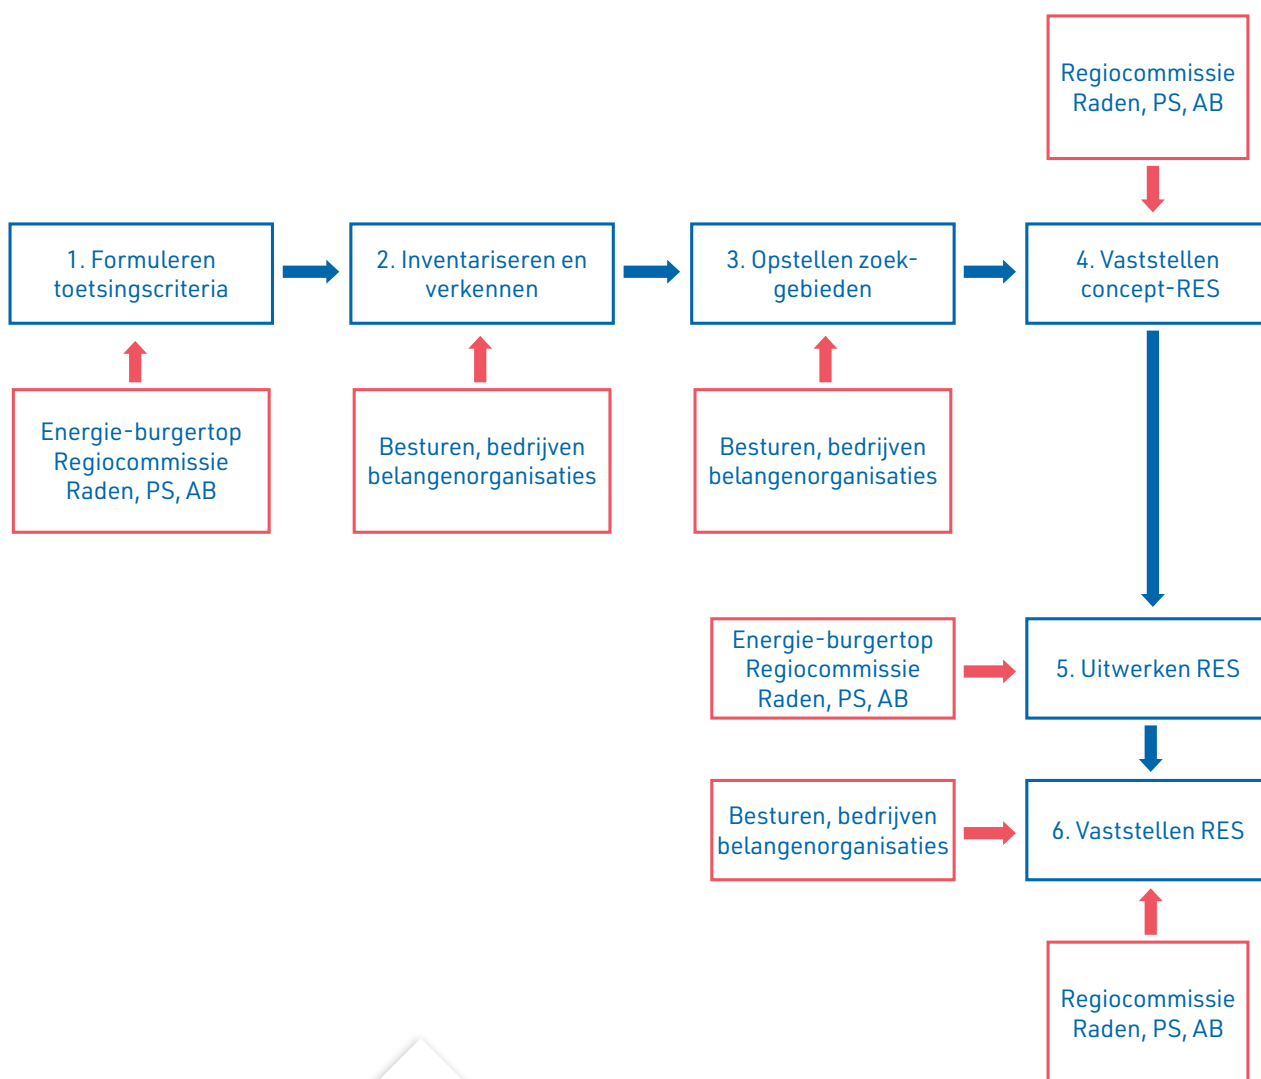 Regiocommissie
Raden, PS, AB
1. Formuleren
toetsingscriteria
2. Inventariseren en
verkennen
3. Opstellen zoek-
gebieden
4. Vaststellen
concept-RES
Energie-burgertop
Regiocommissie
Raden, PS, AB
Besturen, bedrijven
belangenorganisaties
Besturen, bedrijven
belangenorganisaties
Energie-burgertop
Regiocommissie
Raden, PS, AB
5. Uitwerken RES
Besturen, bedrijven
belangenorganisaties
6. Vaststellen RES
Regiocommissie
Raden, PS, AB